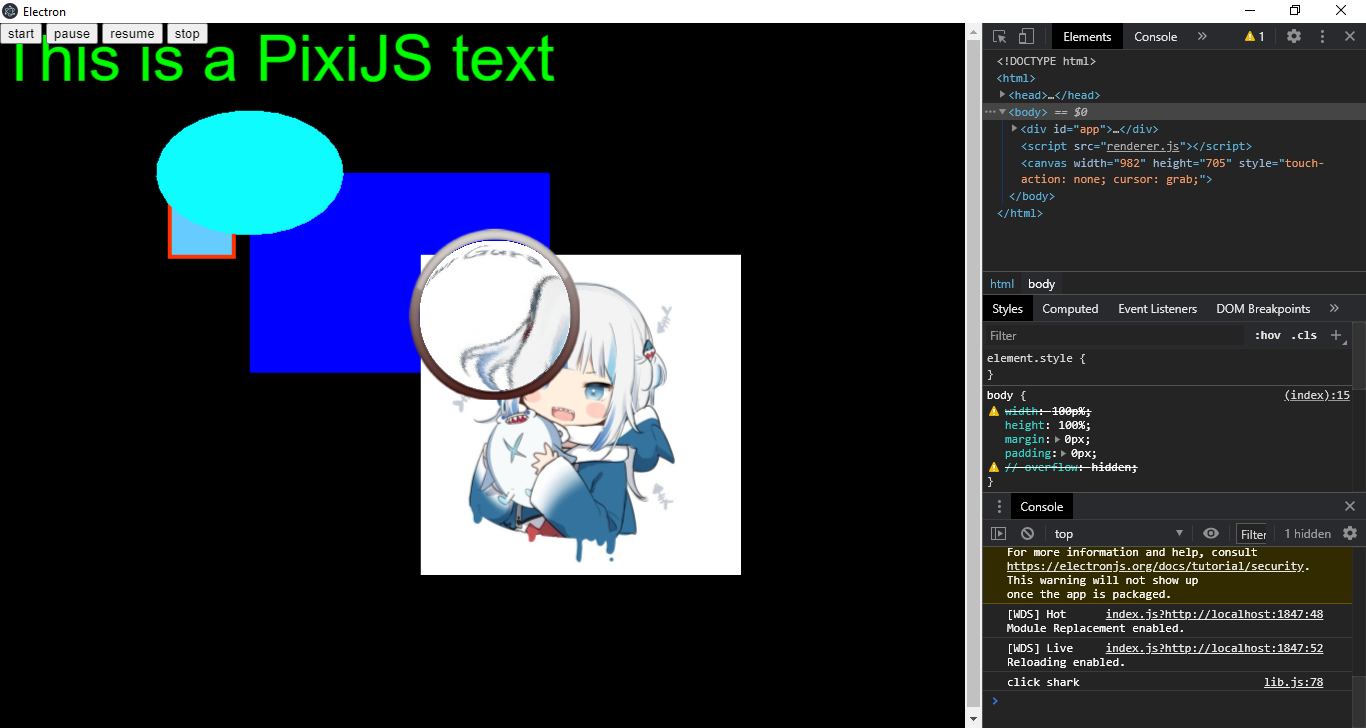 Electron
start pause resume stop
This is a PixiJS text
Gura
Elements Console » 1
<!DOCTYPE html>
<html>
<head>…</head>
<body> == $0
<div id="app">…</div>
<script src="renderer.js"></script>
<canvas width="982" height="705" style="touch-
action: none; cursor: grab;">
</body>
</html>
html body
Styles Computed Event Listeners DOM Breakpoints »
Filter :hov .cls +
element.style {
}
body { (index):15
width: 100p%;
height: 100%;
margin: 0px;
padding: 0px;
// overflow: hidden;
}
Console
top Filter 1 hidden
For more information and help, consult
https://electronjs.org/docs/tutorial/security.
This warning will not show up
once the app is packaged.
[WDS] Hot index.js?http://localhost:1847:48
Module Replacement enabled.
[WDS] Live index.js?http://localhost:1847:52
Reloading enabled.
click shark lib.js:78